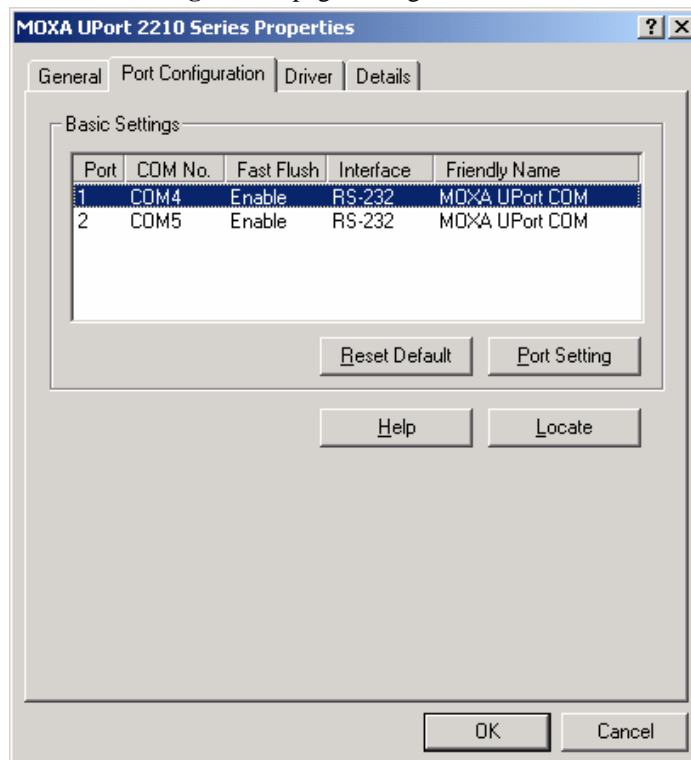 MOXA UPort 2210 Series Properties
General Port Configuration Driver Details
Basic Settings
Port COM No. Fast Flush Interface Friendly Name
1 COM4 Enable RS-232 MOXA UPort COM
2 COM5 Enable RS-232 MOXA UPort COM
Reset Default Port Setting
Help Locate
OK Cancel